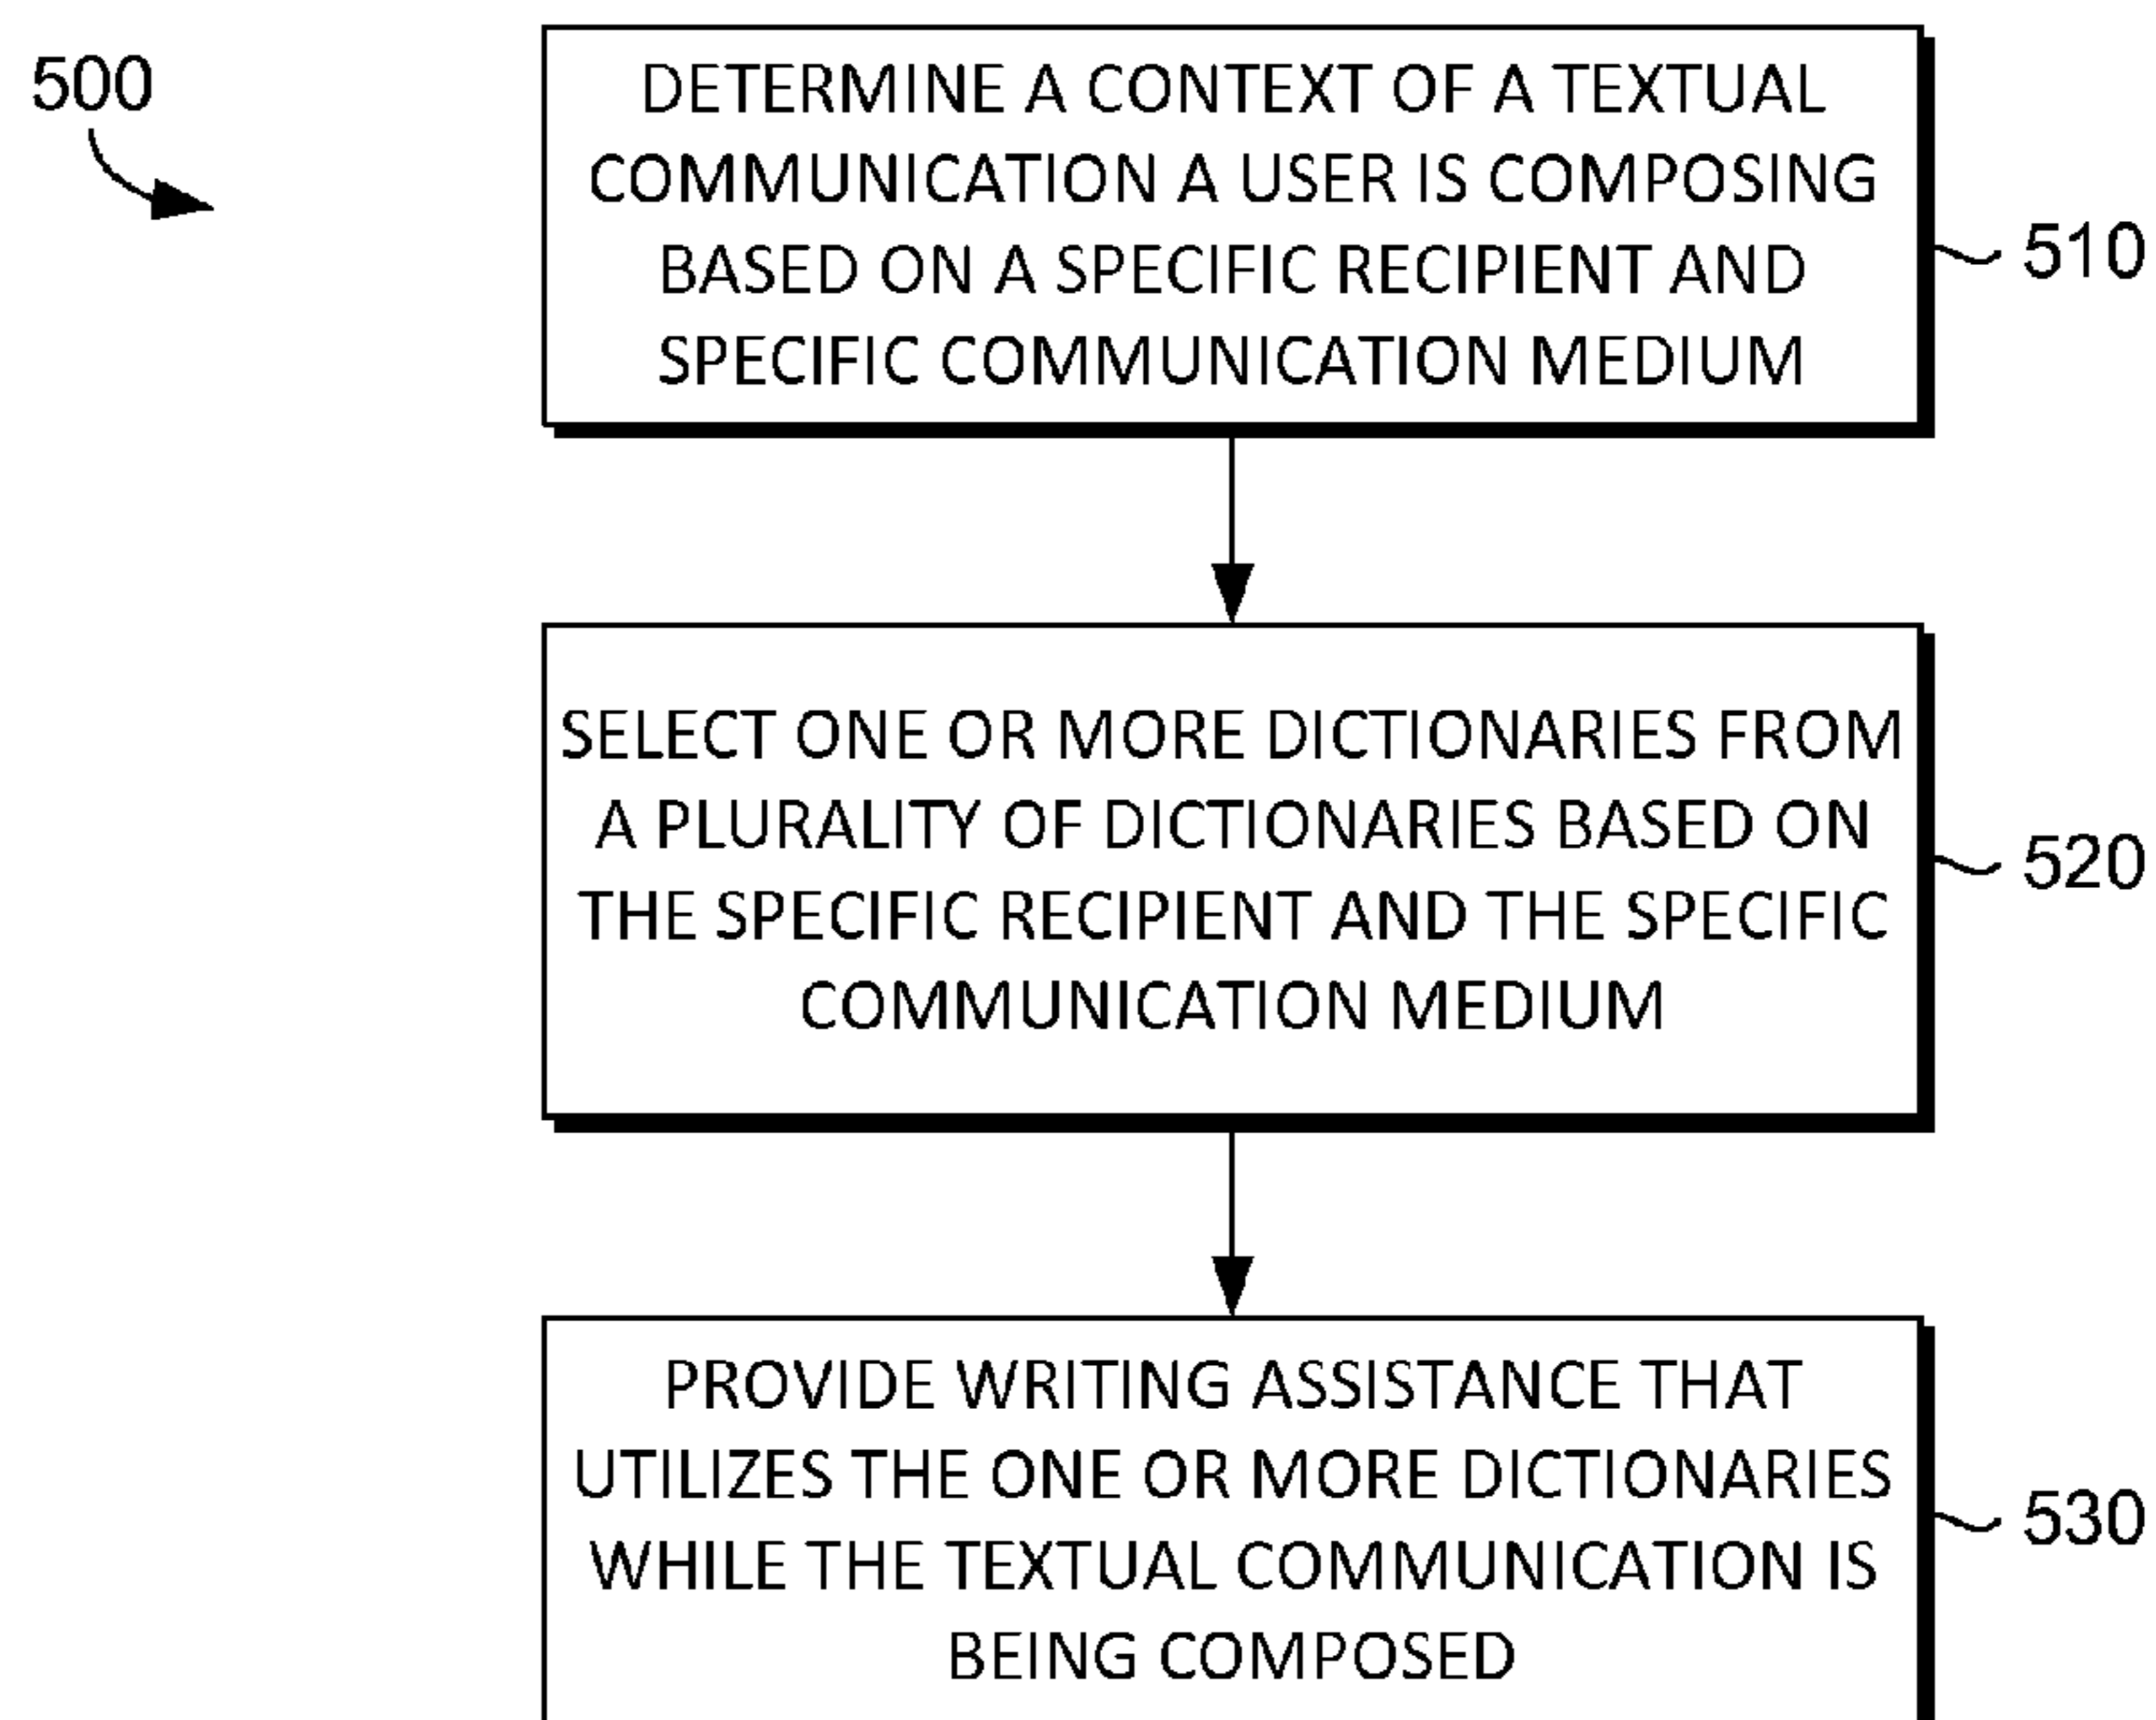 500
DETERMINE A CONTEXT OF A TEXTUAL
COMMUNICATION A USER IS COMPOSING
BASED ON A SPECIFIC RECIPIENT AND
SPECIFIC COMMUNICATION MEDIUM
510
SELECT ONE OR MORE DICTIONARIES FROM
A PLURALITY OF DICTIONARIES BASED ON
THE SPECIFIC RECIPIENT AND THE SPECIFIC
COMMUNICATION MEDIUM
520
PROVIDE WRITING ASSISTANCE THAT
UTILIZES THE ONE OR MORE DICTIONARIES
WHILE THE TEXTUAL COMMUNICATION IS
BEING COMPOSED
530